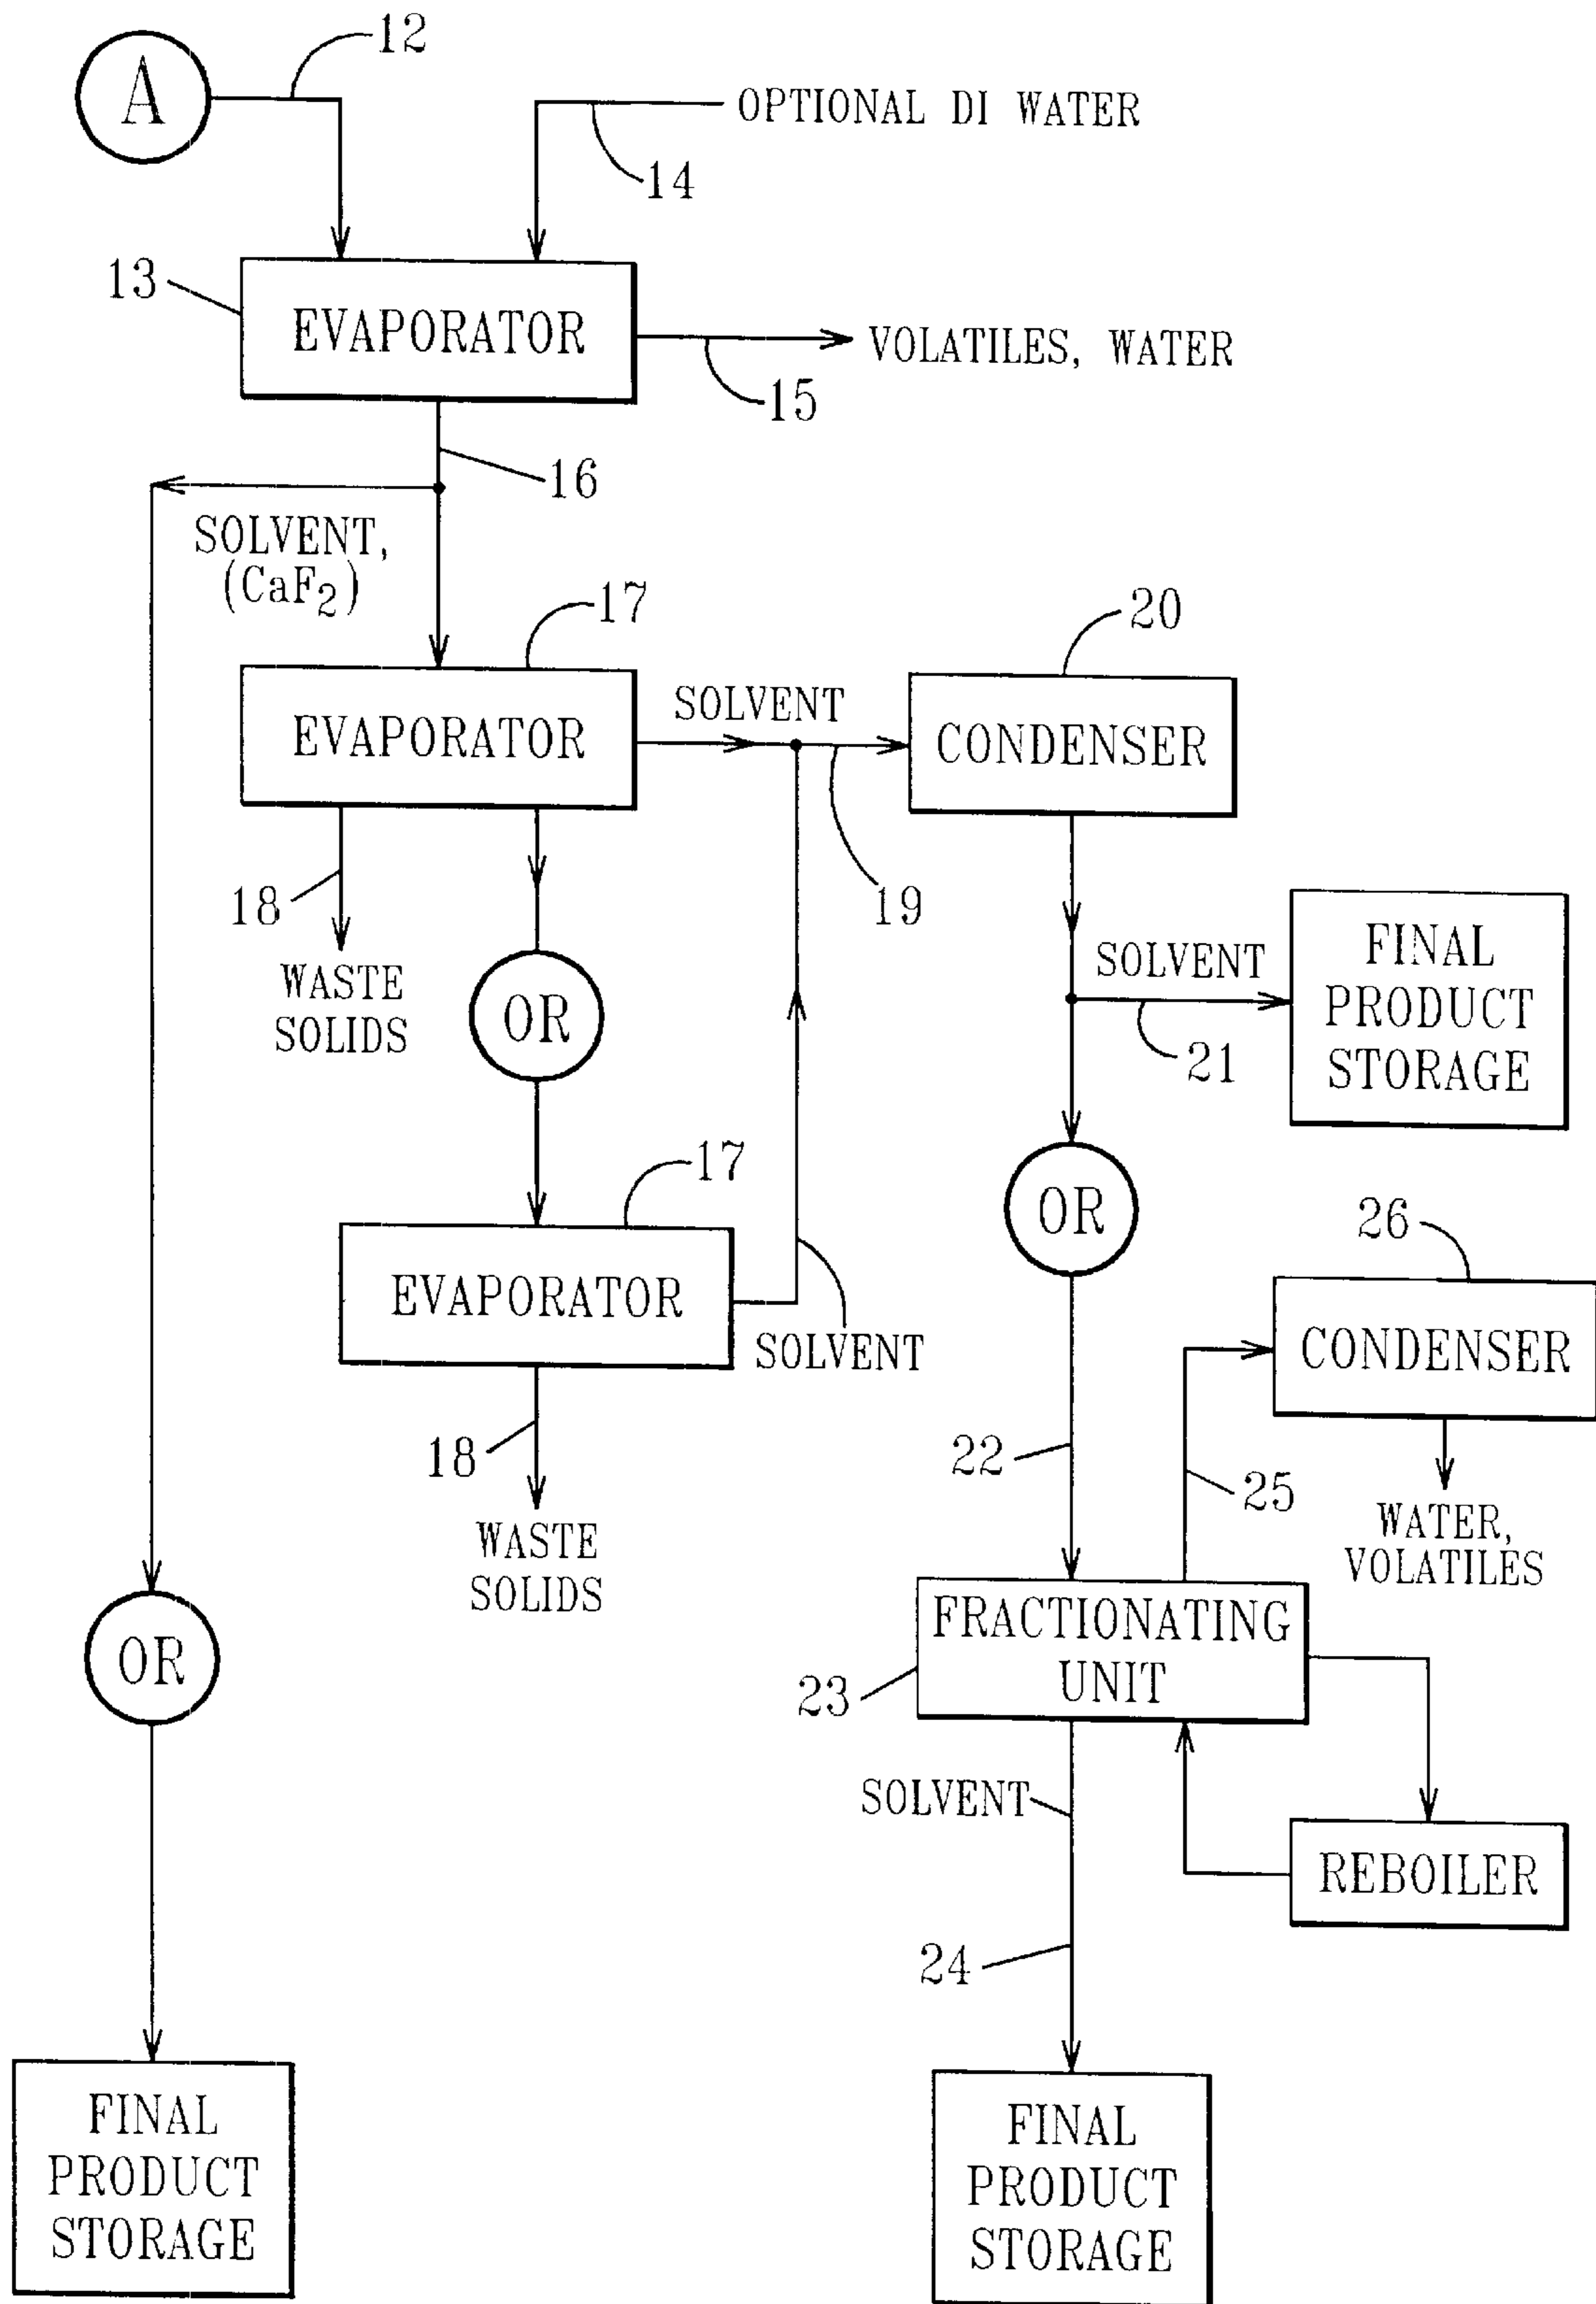 12
A
OPTIONAL DI WATER
14
13
EVAPORATOR
VOLATILES, WATER
15
16
SOLVENT,
(CaF2)
17
20
SOLVENT
EVAPORATOR
CONDENSER
18
19
WASTE
SOLIDS
OR
SOLVENT
FINAL
PRODUCT
STORAGE
21
17
OR
26
EVAPORATOR
SOLVENT
CONDENSER
18
22
25
WATER,
VOLATILES
WASTE
SOLIDS
FRACTIONATING
UNIT
OR
23
SOLVENT
REBOILER
24
FINAL
PRODUCT
STORAGE
FINAL
PRODUCT
STORAGE